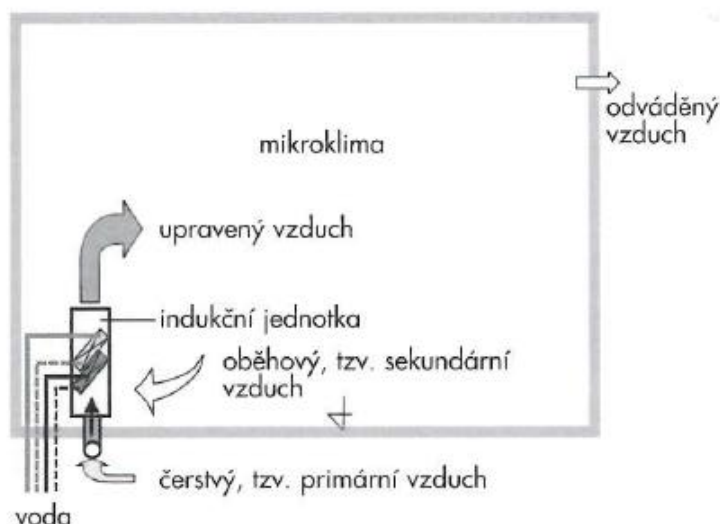 odváděný
vzduch
mikroklima
upravený vzduch
indukční jednotka
oběhový, tzv. sekundární
vzduch
čerstvý, tzv. primární vzduch
voda